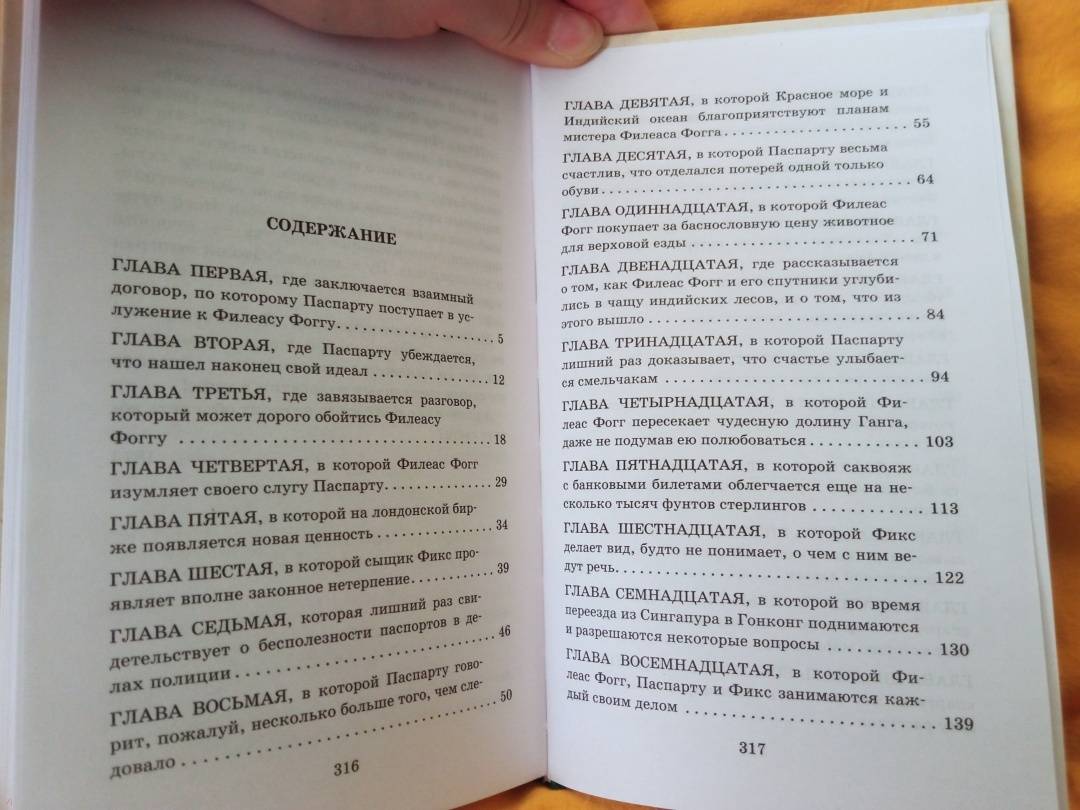 СОДЕРЖАНИЕ
ГЛАВА ПЕРВАЯ, где заключается взаимный
договор, по которому Паспарту поступает в ус-
лужение к Филеасу Фоггу. . . . . . . . . . . . . . . . . 5
ГЛАВА ВТОРАЯ, где Паспарту убеждается,
что нашел наконец свой идеал . . . . . . . . . . . . . . 12
ГЛАВА ТРЕТЬЯ, где завязывается разговор,
который может дорого обойтись Филеасу
Фоггу . . . . . . . . . . . . . . . . . . . . . . . . . . . . . . . 18
ГЛАВА ЧЕТВЕРТАЯ, в которой Филеас Фогг
изумляет своего слугу Паспарту. . . . . . . . . . . . . 29
ГЛАВА ПЯТАЯ, в которой на лондонской бир-
же появляется новая ценность . . . . . . . . . . . . . . 34
ГЛАВА ШЕСТАЯ, в которой сыщик Фикс про-
являет вполне законное нетерпение. . . . . . . . . . . 39
ГЛАВА СЕДЬМАЯ, которая лишний раз сви-
детельствует о бесполезности паспортов в де-
лах полиции . . . . . . . . . . . . . . . . . . . . . . . . . . 46
ГЛАВА ВОСЬМАЯ, в которой Паспарту гово-
рит, пожалуй, несколько больше того, чем сле-
довало . . . . . . . . . . . . . . . . . . . . . . . . . . . . . . 50
316
ГЛАВА ДЕВЯТАЯ, в которой Красное море и
Индийский океан благоприятствуют планам
мистера Филеаса Фогга . . . . . . . . . . . . . . . . . . 55
ГЛАВА ДЕСЯТАЯ, в которой Паспарту весьма
счастлив, что отделался потерей одной только
обуви . . . . . . . . . . . . . . . . . . . . . . . . . . . . . . . 64
ГЛАВА ОДИННАДЦАТАЯ, в которой Филеас
Фогг покупает за баснословную цену животное
для верховой езды . . . . . . . . . . . . . . . . . . . . . . 71
ГЛАВА ДВЕНАДЦАТАЯ, где рассказывается
о том, как Филеас Фогг и его спутники углуби-
лись в чащу индийских лесов, и о том, что из
этого вышло . . . . . . . . . . . . . . . . . . . . . . . . . . 84
ГЛАВА ТРИНАДЦАТАЯ, в которой Паспарту
лишний раз доказывает, что счастье улыбает-
ся смельчакам . . . . . . . . . . . . . . . . . . . . . . . . . 94
ГЛАВА ЧЕТЫРНАДЦАТАЯ, в которой Фи-
леас Фогг пересекает чудесную долину Ганга,
даже не подумав ею полюбоваться . . . . . . . . . . . 103
ГЛАВА ПЯТНАДЦАТАЯ, в которой саквояж
с банковыми билетами облегчается еще на не-
сколько тысяч фунтов стерлингов . . . . . . . . . . . 113
ГЛАВА ШЕСТНАДЦАТАЯ, в которой Фикс
делает вид, будто не понимает, о чем с ним ве-
дут речь. . . . . . . . . . . . . . . . . . . . . . . . . . . . . . 122
ГЛАВА СЕМНАДЦАТАЯ, в которой во время
переезда из Сингапура в Гонконг поднимаются
и разрешаются некоторые вопросы . . . . . . . . . . 130
ГЛАВА ВОСЕМНАДЦАТАЯ, в которой Фи-
леас Фогг, Паспарту и Фикс занимаются каж-
дый своим делом . . . . . . . . . . . . . . . . . . . . . . . 139
317